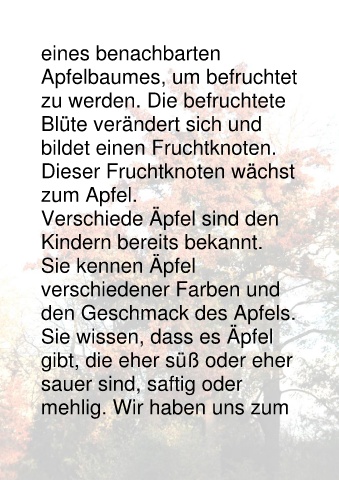 eines benachbarten
Apfelbaumes, um befruchtet
zu werden. Die befruchtete
Blüte verändert sich und
bildet einen Fruchtknoten.
Dieser Fruchtknoten wächst
zum Apfel.
Verschiede Äpfel sind den
Kindern bereits bekannt.
Sie kennen Äpfel
verschiedener Farben und
den Geschmack des Apfels.
Sie wissen, dass es Äpfel
gibt, die eher süß oder eher
sauer sind, saftig oder
mehlig. Wir haben uns zum